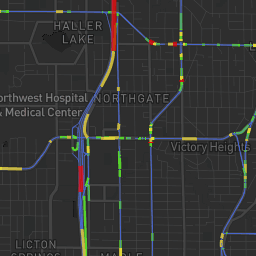 HALLER
LAKE
orthwest Hospital
& Medical Center
NORTHGATE
Victory Heights
LICTON
SPRINGS
MAPLE